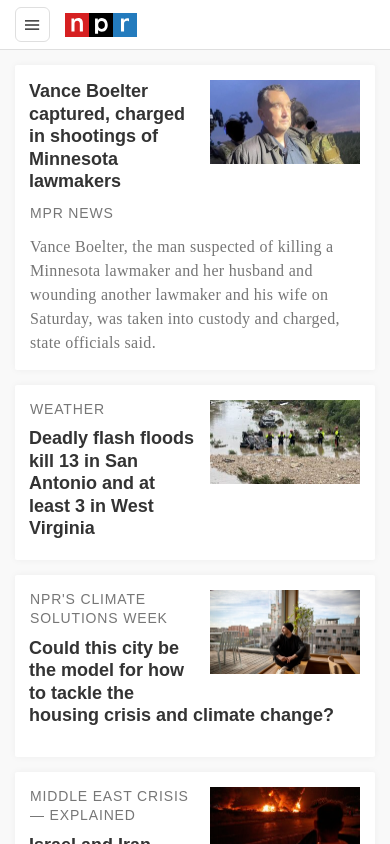 npr
Vance Boelter
captured, charged
in shootings of
Minnesota
lawmakers
MPR NEWS
Vance Boelter, the man suspected of killing a
Minnesota lawmaker and her husband and
wounding another lawmaker and his wife on
Saturday, was taken into custody and charged,
state officials said.
WEATHER
Deadly flash floods
kill 13 in San
Antonio and at
least 3 in West
Virginia
NPR'S CLIMATE
SOLUTIONS WEEK
Could this city be
the model for how
to tackle the
housing crisis and climate change?
MIDDLE EAST CRISIS
— EXPLAINED
Israel and Iran